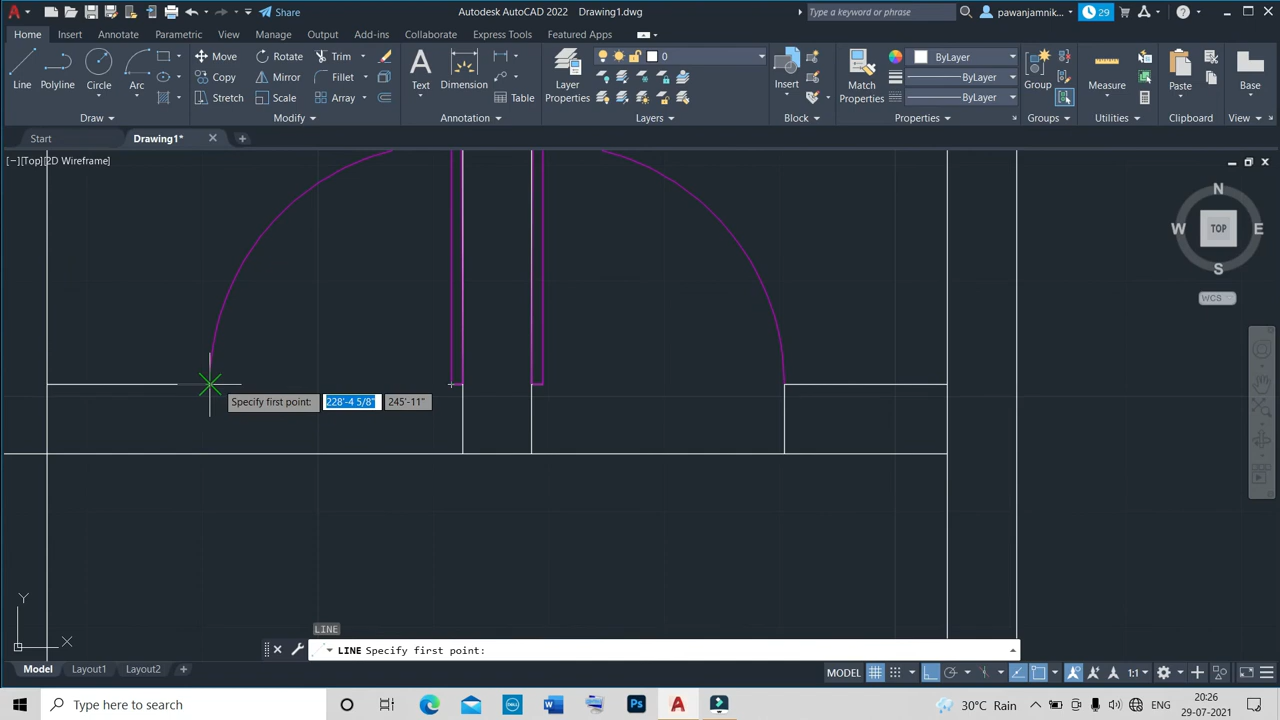 Share
Autodesk AutoCAD 2022 Drawing1.dwg
Type a keyword or phrase
pawanjamnik...
29
Home Insert Annotate Parametric View Manage Output Add-ins Collaborate Express Tools Featured Apps
Line Polyline Circle Arc
Move Rotate Trim
Copy Mirror Fillet
Stretch Scale Array
Text Dimension Table
Layer Properties
0
Insert
Match Properties
ByLayer
ByLayer
ByLayer
Group
Measure
Paste
Base
Draw Modify Annotation Layers Block Properties Groups Utilities Clipboard View
Start Drawing1*
[−][Top][2D Wireframe]
N
W TOP E
S
WCS
Specify first point: 228'-4 5/8" 245'-11"
Y
X
LINE
LINE Specify first point:
Model Layout1 Layout2
MODEL 1:1
Type here to search
W
Ps
A
30°C Rain
ENG
20:26
29-07-2021